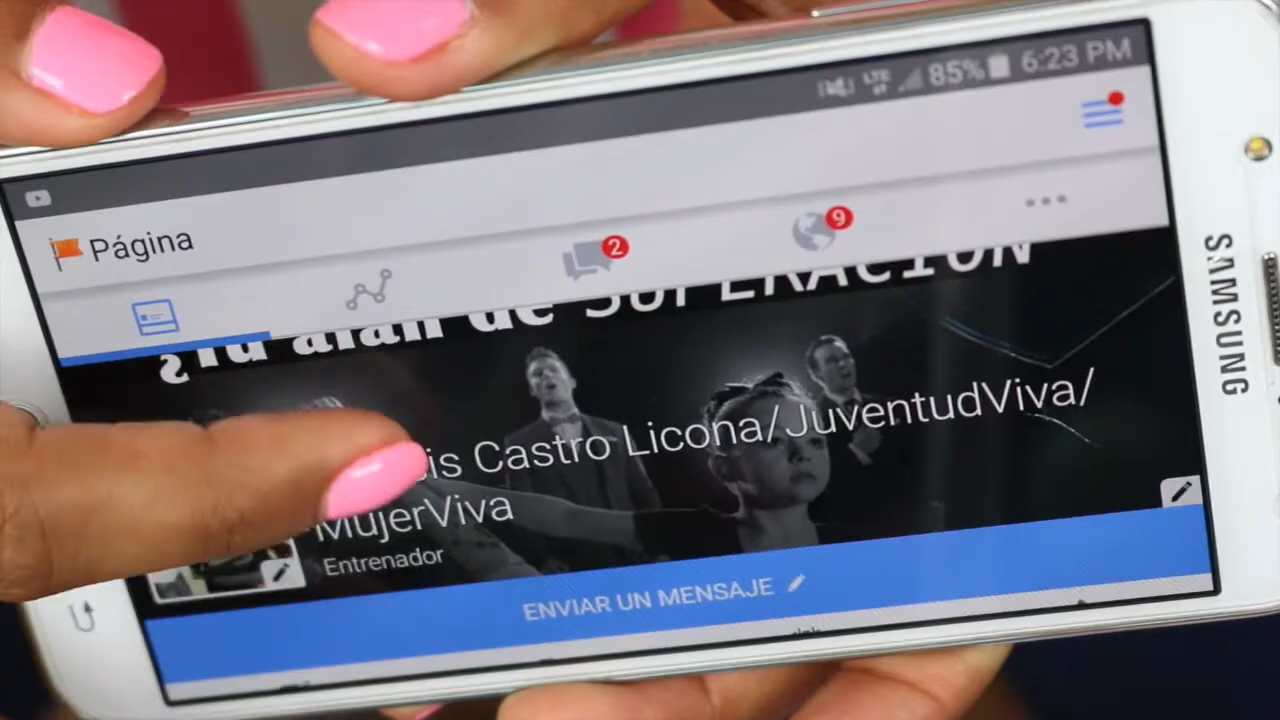 LTE 85% 6:23 PM
Página
2
9
¿Tu afán de SUPERACIÓN
is Castro Licona/JuventudViva/
MujerViva
Entrenador
ENVIAR UN MENSAJE
SAMSUNG